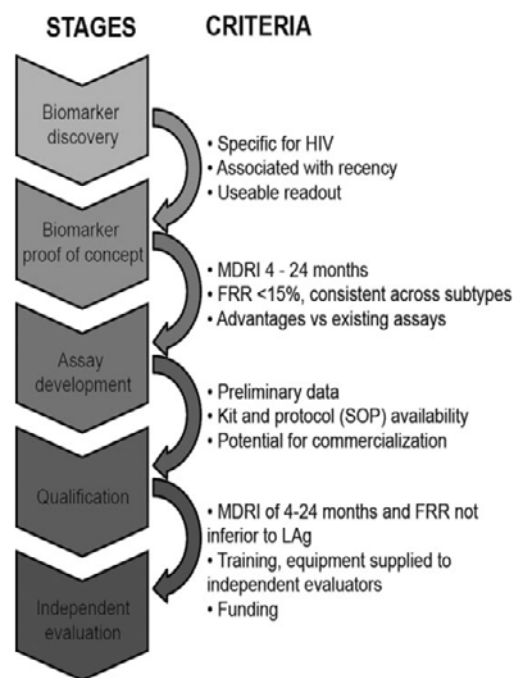 STAGES CRITERIA
Biomarker
discovery
• Specific for HIV
• Associated with recency
• Useable readout
Biomarker
proof of concept
• MDRI 4 - 24 months
• FRR <15%, consistent across subtypes
• Advantages vs existing assays
Assay
development
• Preliminary data
• Kit and protocol (SOP) availability
• Potential for commercialization
Qualification
• MDRI of 4-24 months and FRR not
inferior to LAg
• Training, equipment supplied to
independent evaluators
• Funding
Independent
evaluation